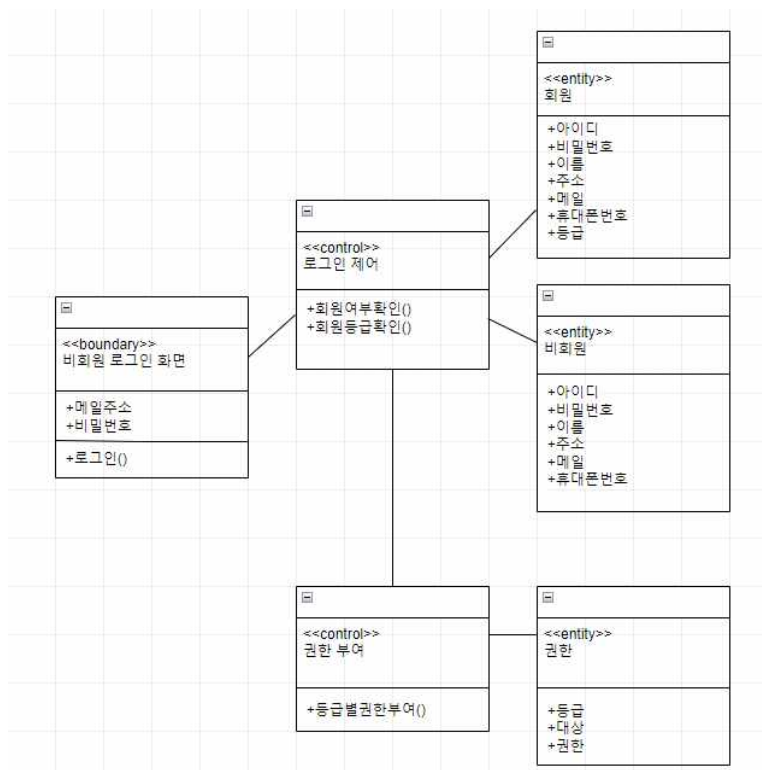 <<entity>>
회원
+아이디
+비밀번호
+이름
+주소
+메일
+휴대폰번호
+등급
<<control>>
로그인 제어
+회원여부확인()
+회원등급확인()
<<boundary>>
비회원 로그인 화면
+메일주소
+비밀번호
+로그인()
<<entity>>
비회원
+아이디
+비밀번호
+이름
+주소
+메일
+휴대폰번호
<<control>>
권한 부여
+등급별권한부여()
<<entity>>
권한
+등급
+대상
+권한